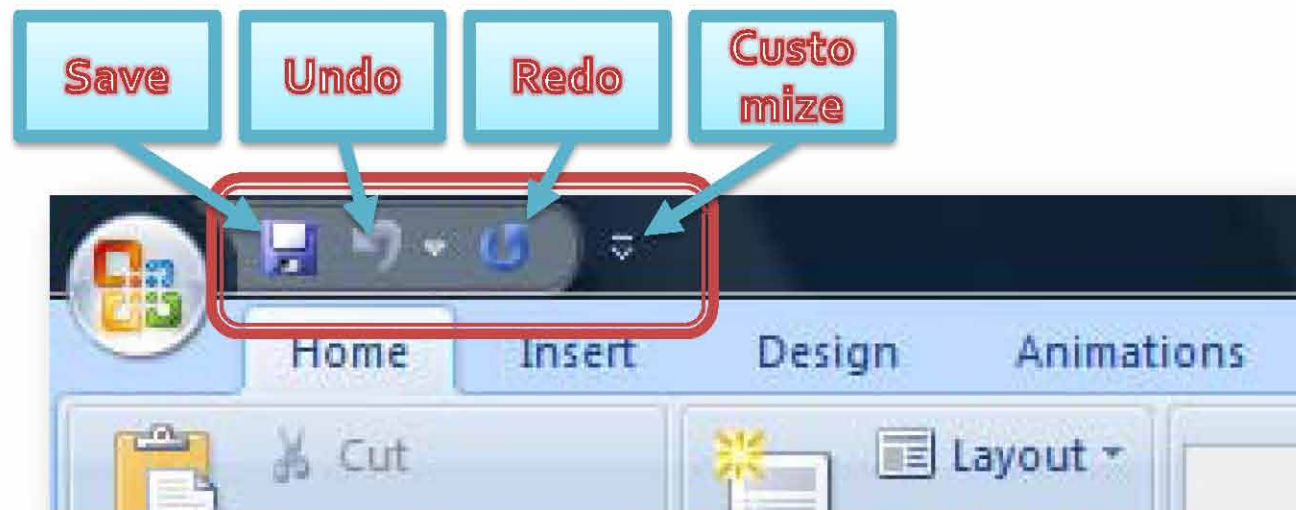 Save
Undo
Redo
Custo
mize
Home
Insert
Design
Animations
Cut
Layout